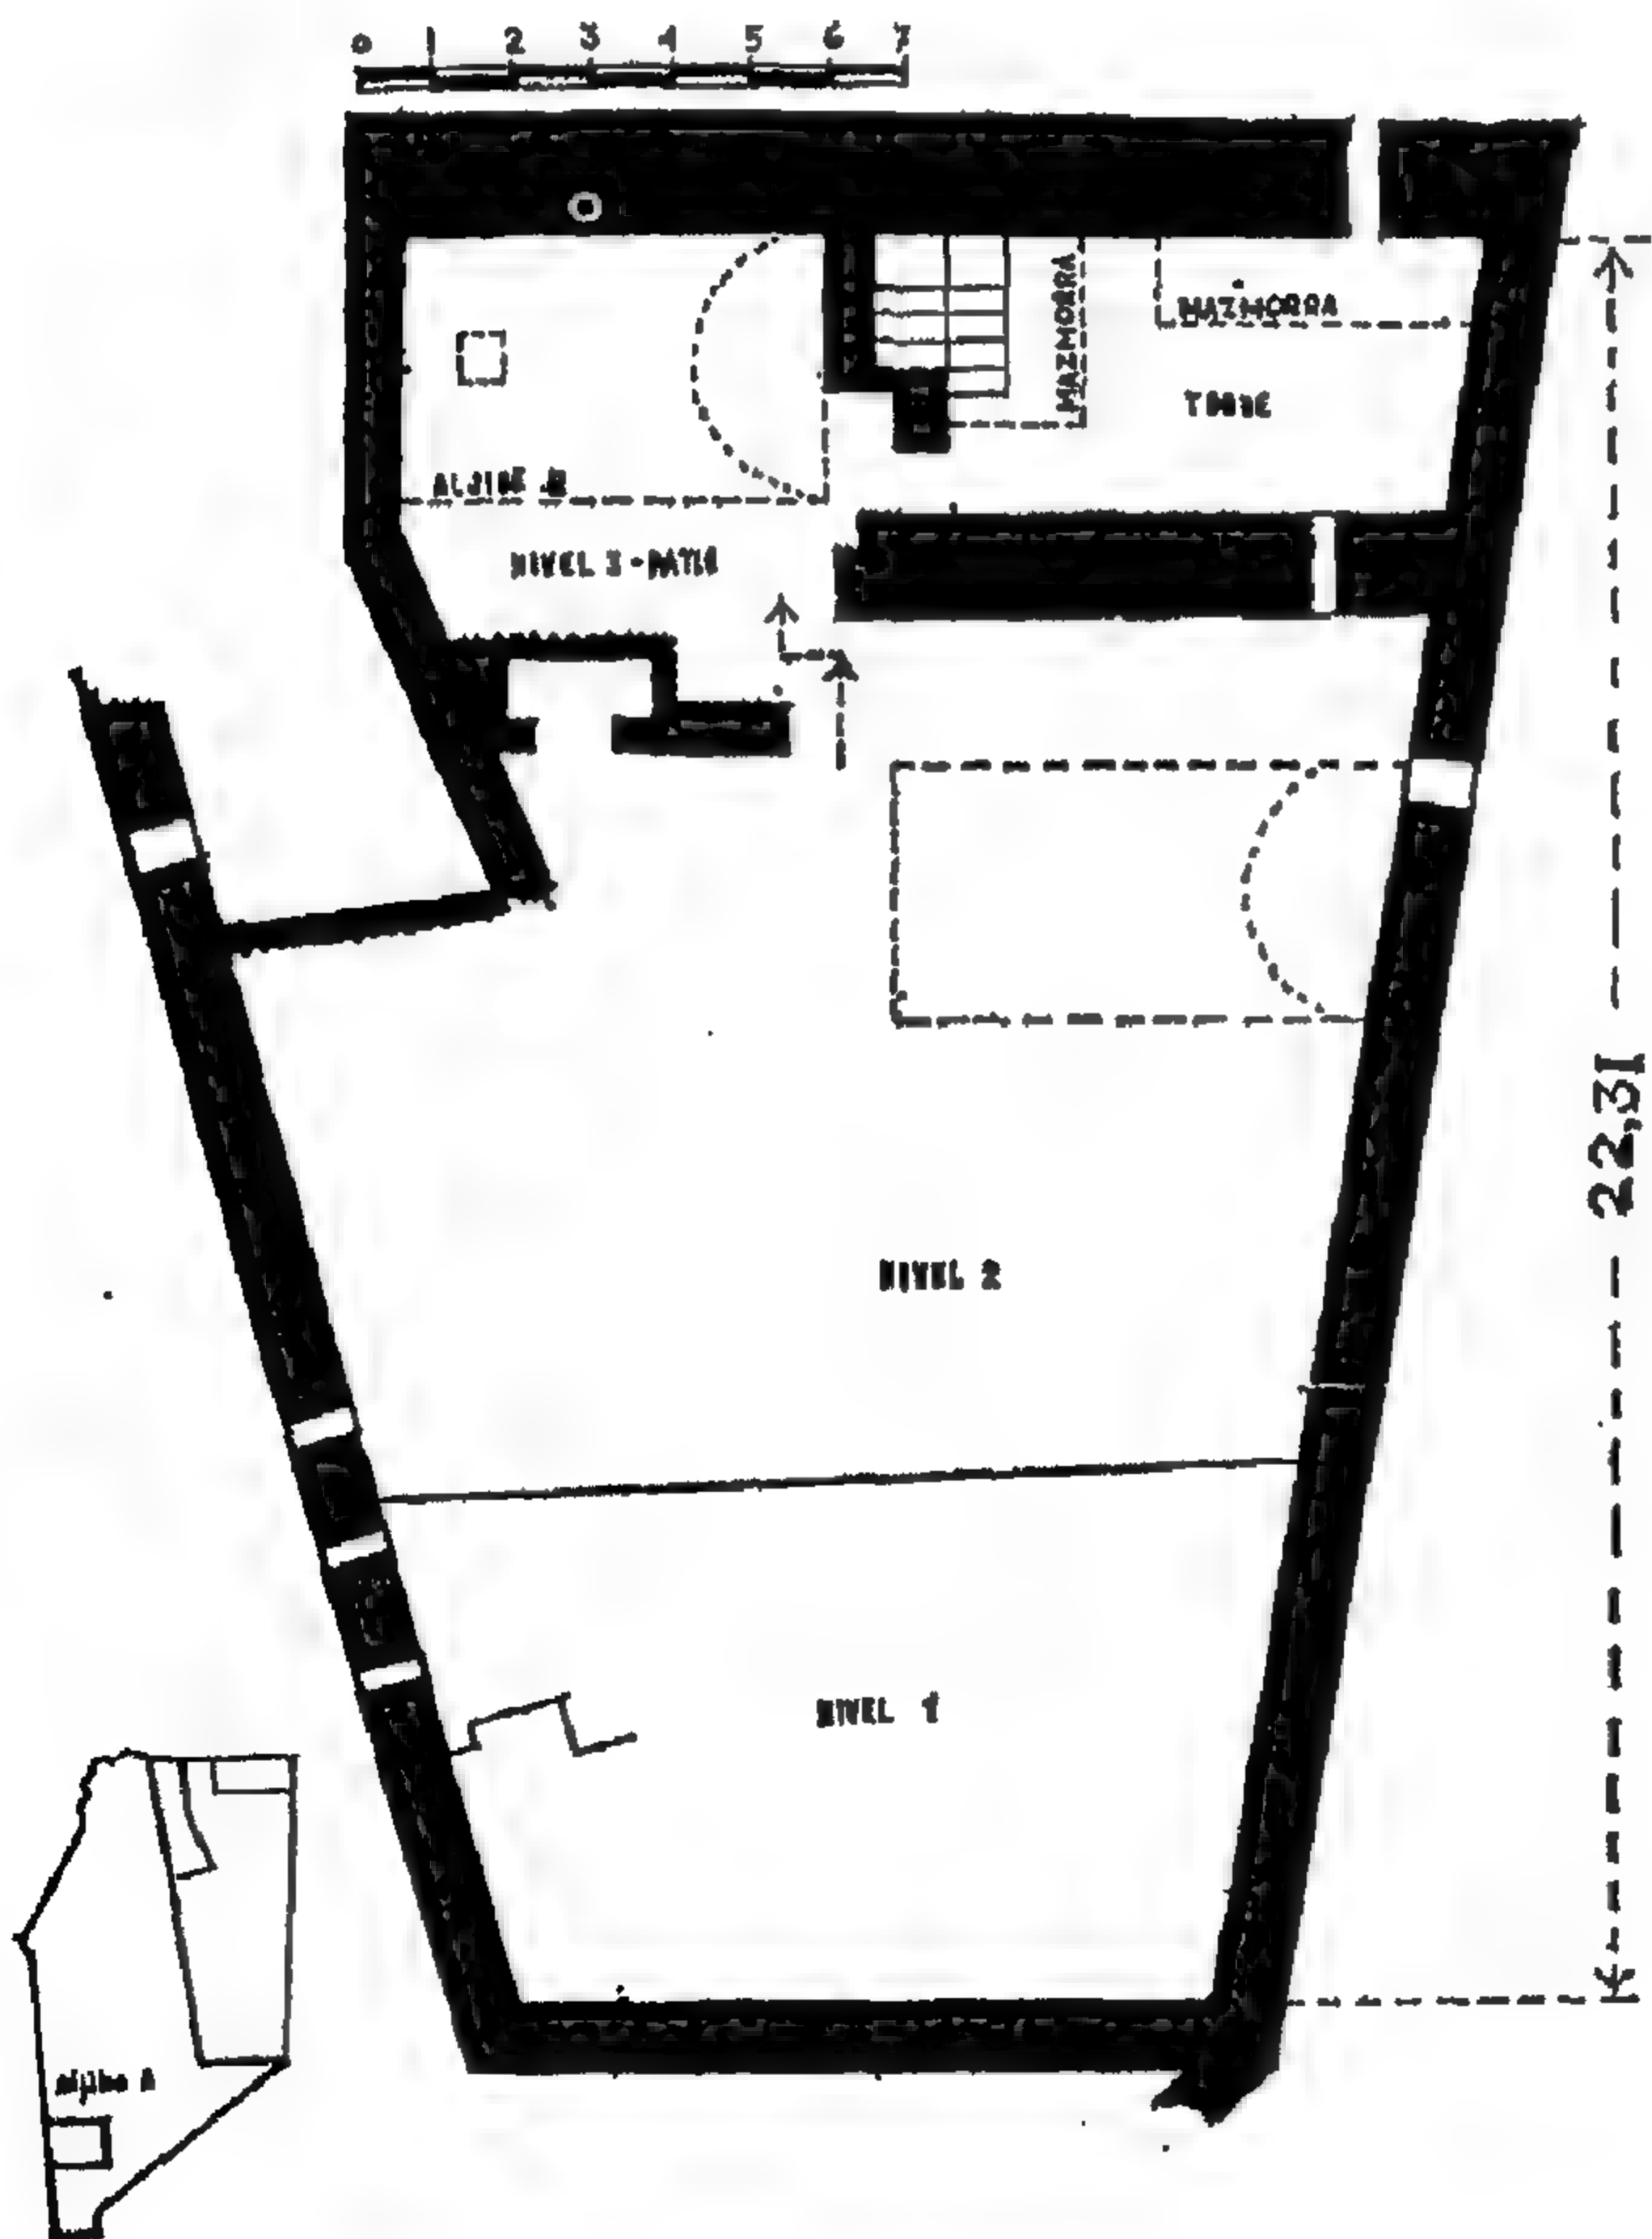 0 1 2 3 4 5 6 7
MAZMORRA
MAZMORRA
TORRE
ALJIBE B
NIVEL 3-PATIO
22,31
NIVEL 2
NIVEL 1
aljibe A